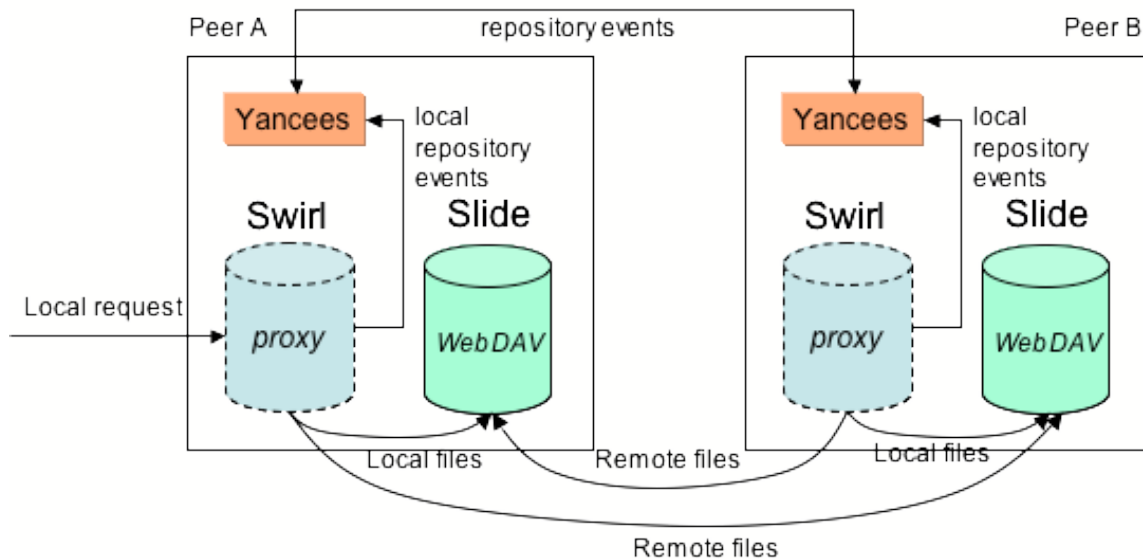 Peer A
repository events
Peer B
Yancees
local
repository
events
Swirl
Slide
Local request
proxy
WebDAV
Yancees
local
repository
events
Swirl
Slide
proxy
WebDAV
Local files
Remote files
Local files
Remote files